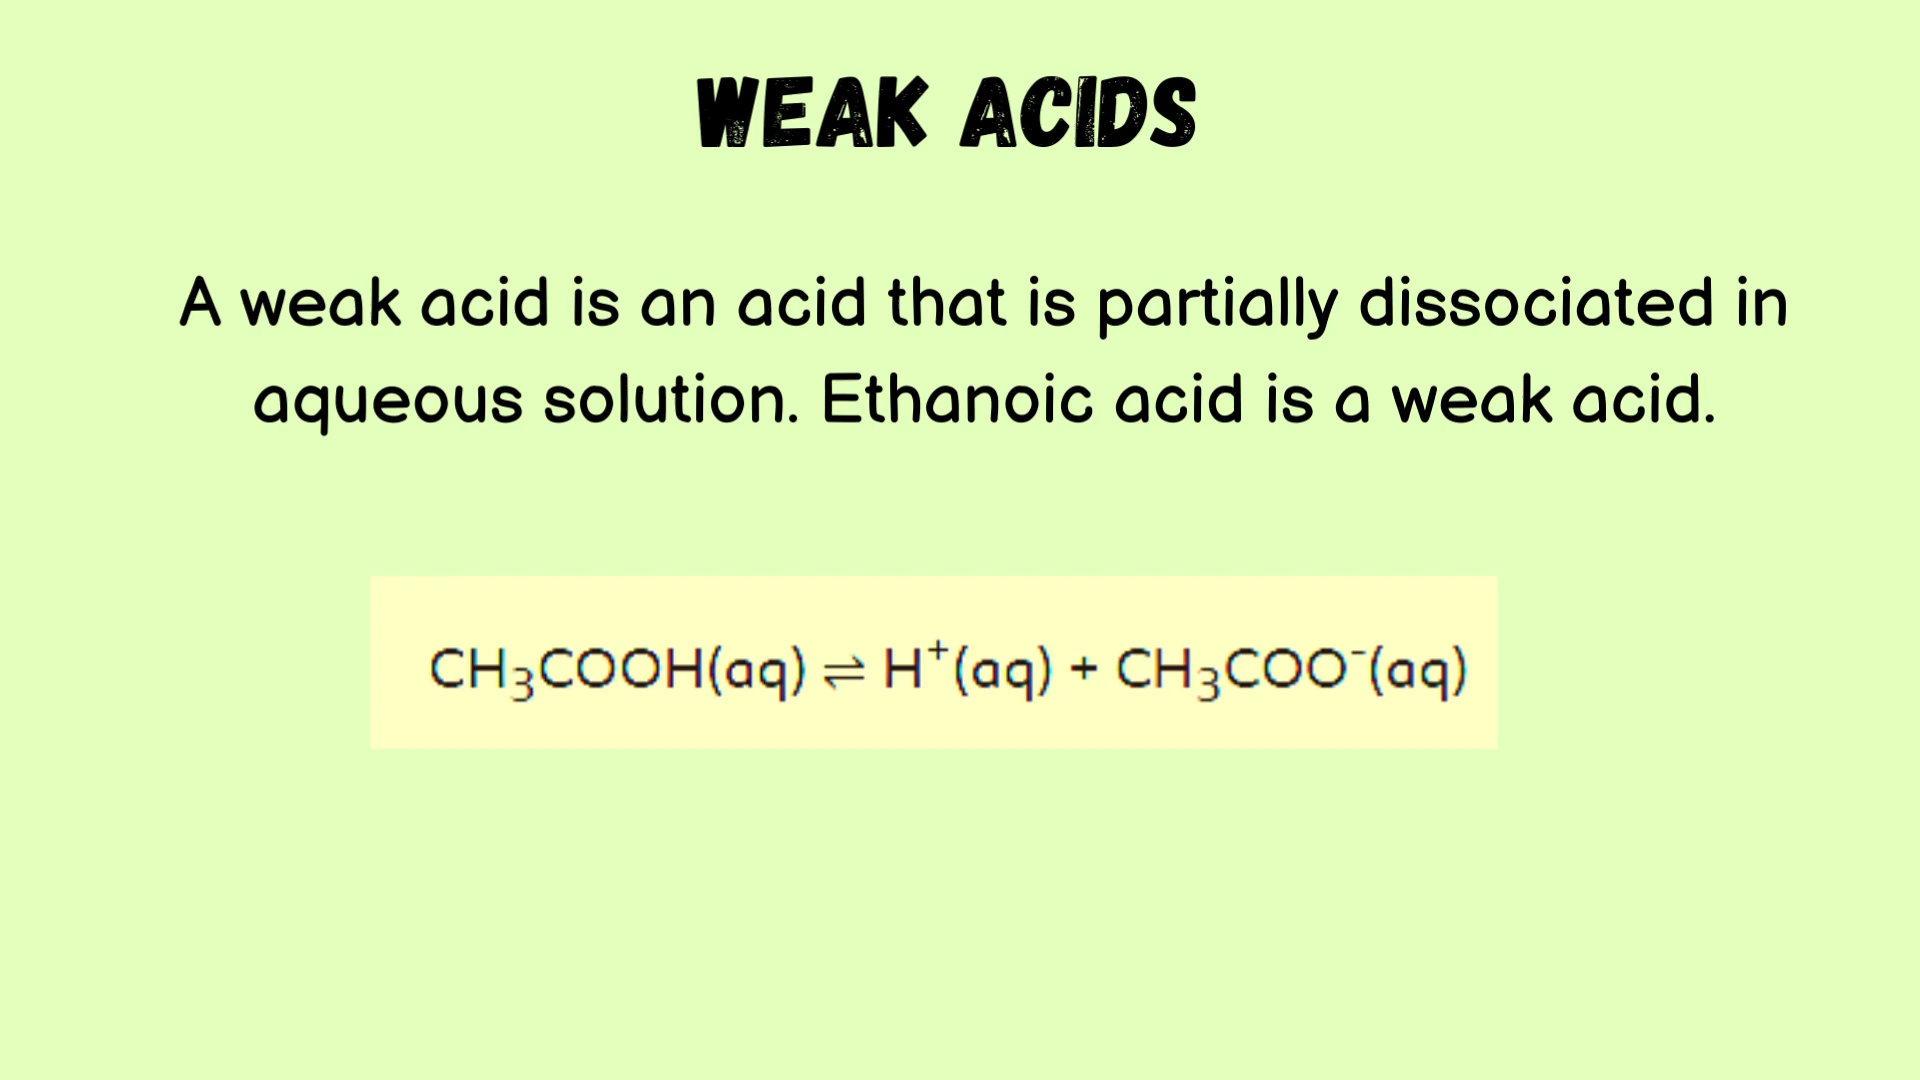 WEAK ACIDS
A weak acid is an acid that is partially dissociated in
aqueous solution. Ethanoic acid is a weak acid.
CH₃COOH(aq) ⇌ H⁺(aq) + CH₃COO⁻(aq)